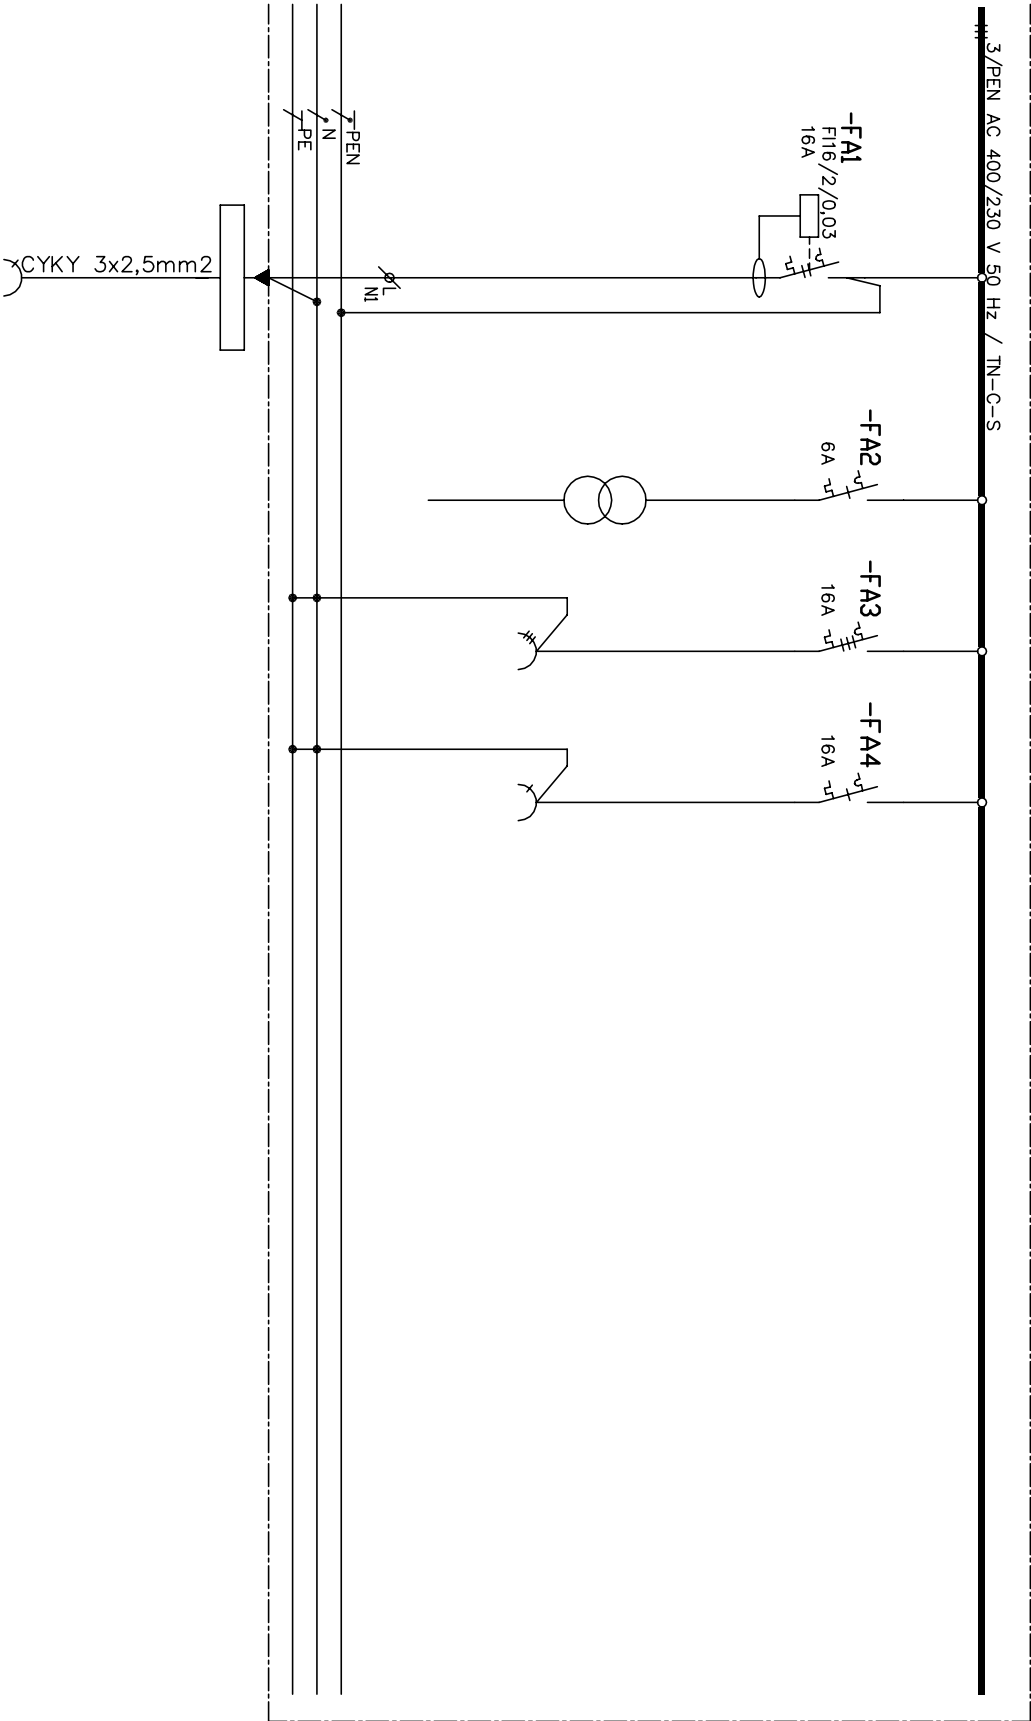 3/PEN AC 400/230 V 50 Hz / TN-C-S
-FA1
FI16/2/0,03
16A
-FA2
6A
-FA3
16A
-FA4
16A
PEN
N
PE
L
N1
CYKY 3x2,5mm2